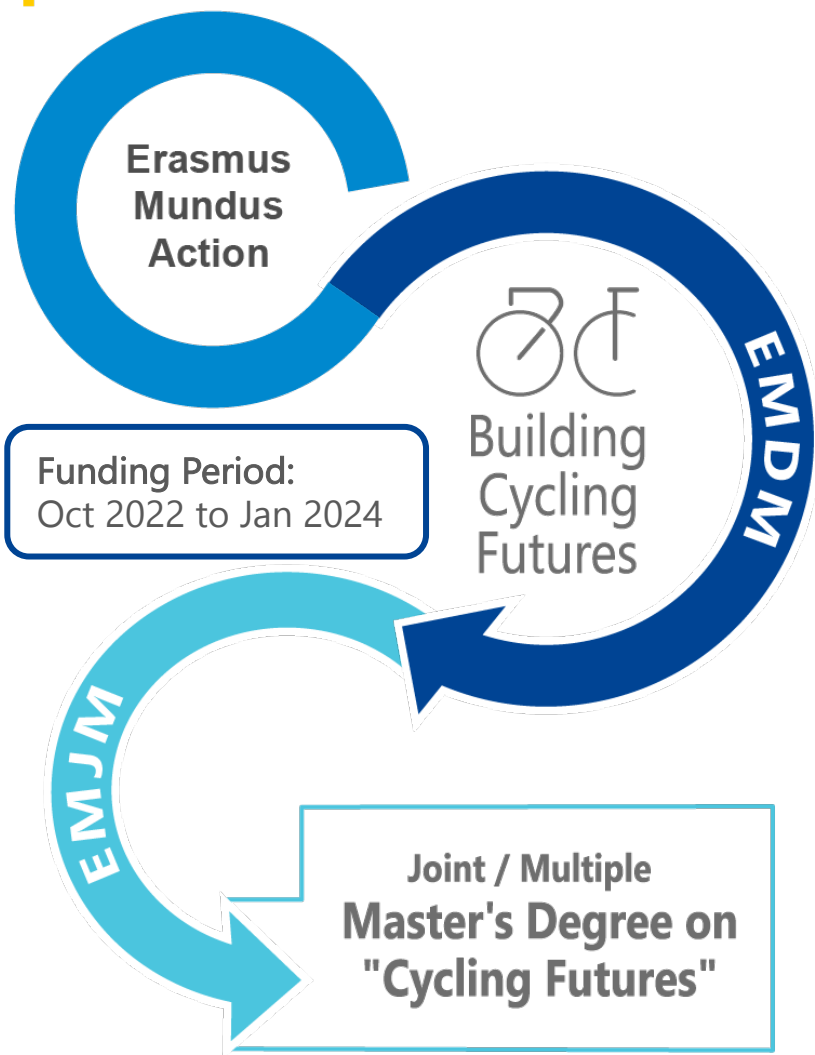 Erasmus
Mundus
Action
EMDM
Building
Cycling
Futures
Funding Period:
Oct 2022 to Jan 2024
EMJM
Joint / Multiple
Master's Degree on
"Cycling Futures"